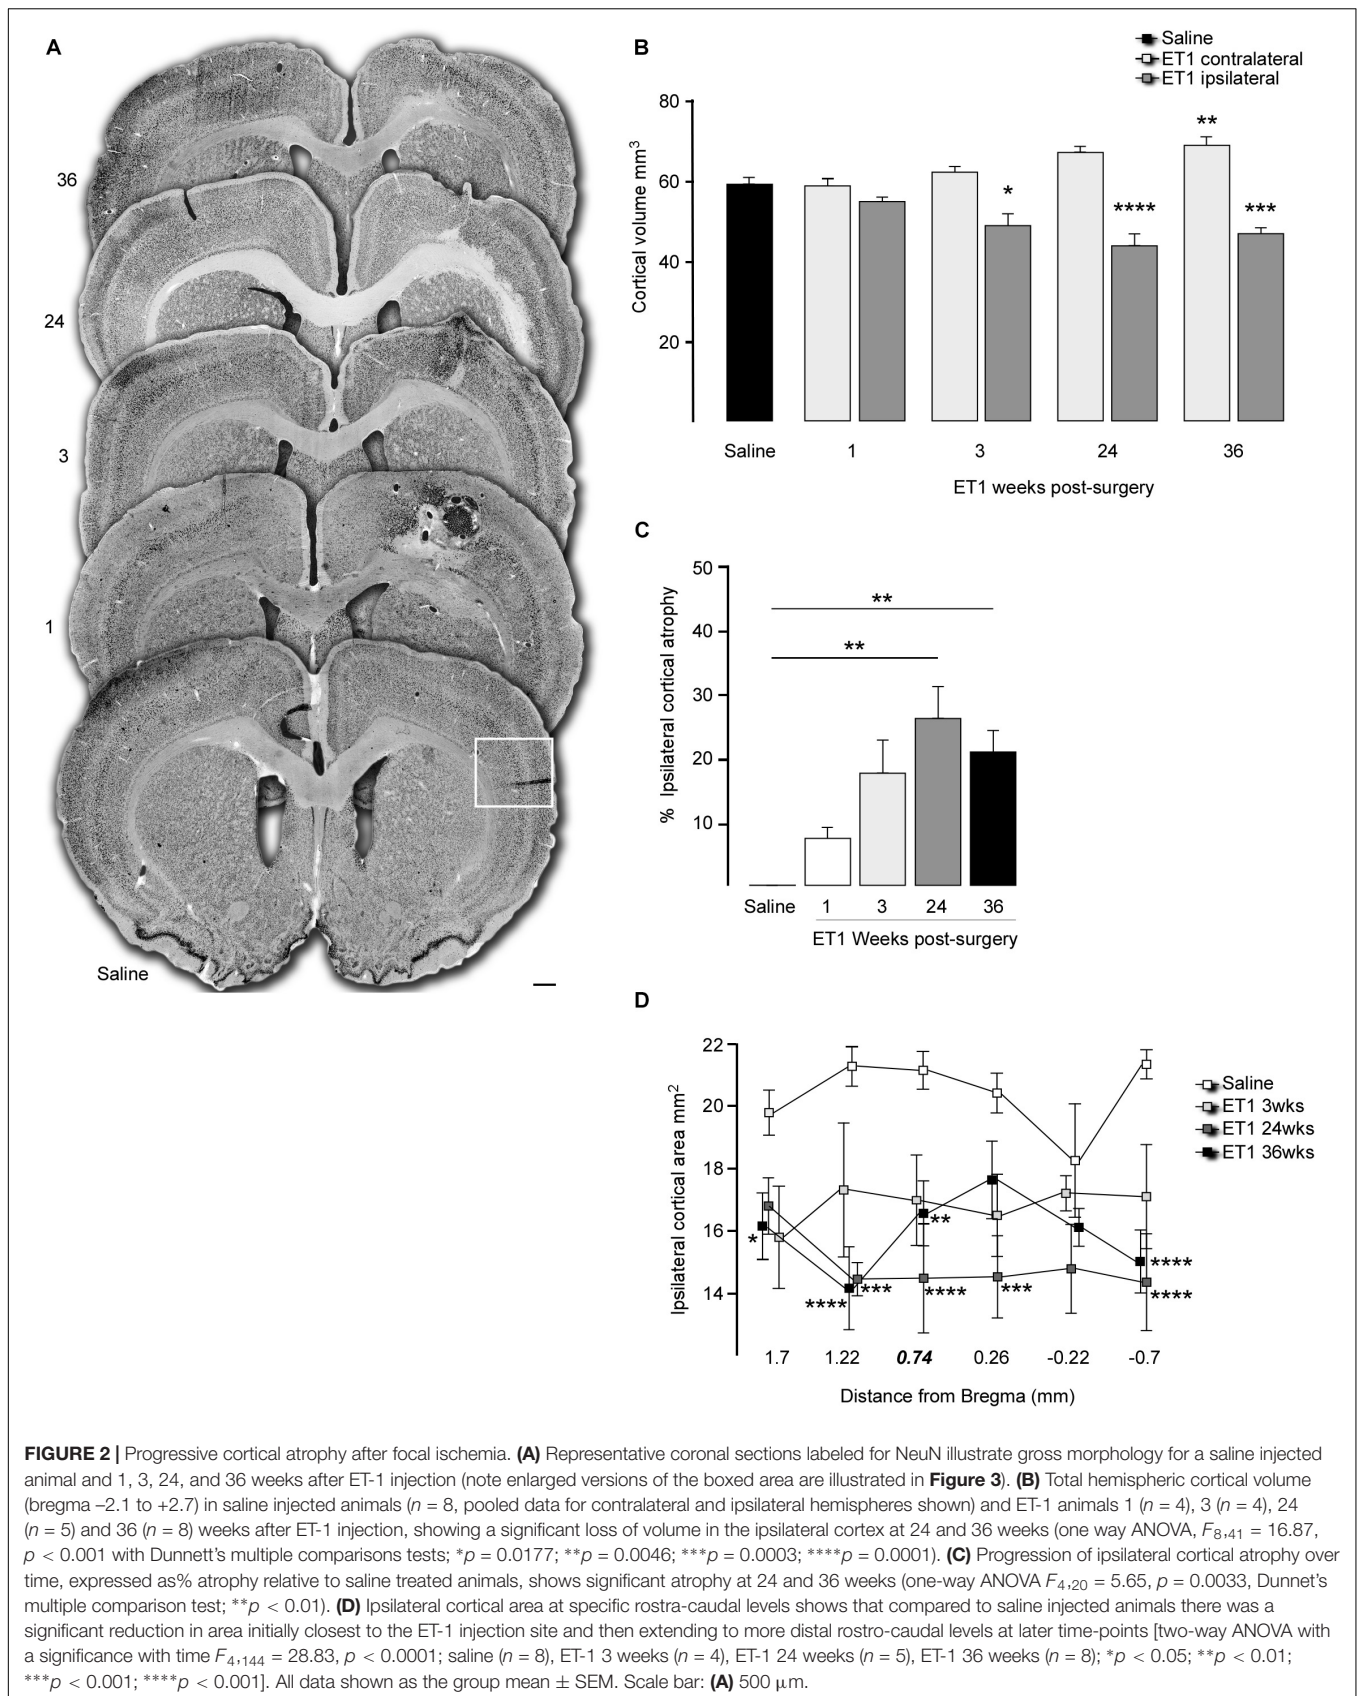 A
36
24
3
1
Saline
B
Saline
ET1 contralateral
ET1 ipsilateral
Cortical volume mm³
80
60
40
20
*
****
**
***
Saline 1 3 24 36
ET1 weeks post-surgery
C
% Ipsilateral cortical atrophy
50
40
30
20
10
**
**
Saline 1 3 24 36
ET1 Weeks post-surgery
D
Ipsilateral cortical area mm²
22
20
18
16
14
Saline
ET1 3wks
ET1 24wks
ET1 36wks
*
****
***
**
****
***
****
****
1.7 1.22 0.74 0.26 -0.22 -0.7
Distance from Bregma (mm)
FIGURE 2 | Progressive cortical atrophy after focal ischemia. (A) Representative coronal sections labeled for NeuN illustrate gross morphology for a saline injected
animal and 1, 3, 24, and 36 weeks after ET-1 injection (note enlarged versions of the boxed area are illustrated in Figure 3). (B) Total hemispheric cortical volume
(bregma –2.1 to +2.7) in saline injected animals (n = 8, pooled data for contralateral and ipsilateral hemispheres shown) and ET-1 animals 1 (n = 4), 3 (n = 4), 24
(n = 5) and 36 (n = 8) weeks after ET-1 injection, showing a significant loss of volume in the ipsilateral cortex at 24 and 36 weeks (one way ANOVA, F8,41 = 16.87,
p < 0.001 with Dunnett's multiple comparisons tests; *p = 0.0177; **p = 0.0046; ***p = 0.0003; ****p = 0.0001). (C) Progression of ipsilateral cortical atrophy over
time, expressed as% atrophy relative to saline treated animals, shows significant atrophy at 24 and 36 weeks (one-way ANOVA F4,20 = 5.65, p = 0.0033, Dunnet's
multiple comparison test; **p < 0.01). (D) Ipsilateral cortical area at specific rostra-caudal levels shows that compared to saline injected animals there was a
significant reduction in area initially closest to the ET-1 injection site and then extending to more distal rostro-caudal levels at later time-points [two-way ANOVA with
a significance with time F4,144 = 28.83, p < 0.0001; saline (n = 8), ET-1 3 weeks (n = 4), ET-1 24 weeks (n = 5), ET-1 36 weeks (n = 8); *p < 0.05; **p < 0.01;
***p < 0.001; ****p < 0.001]. All data shown as the group mean ± SEM. Scale bar: (A) 500 μm.